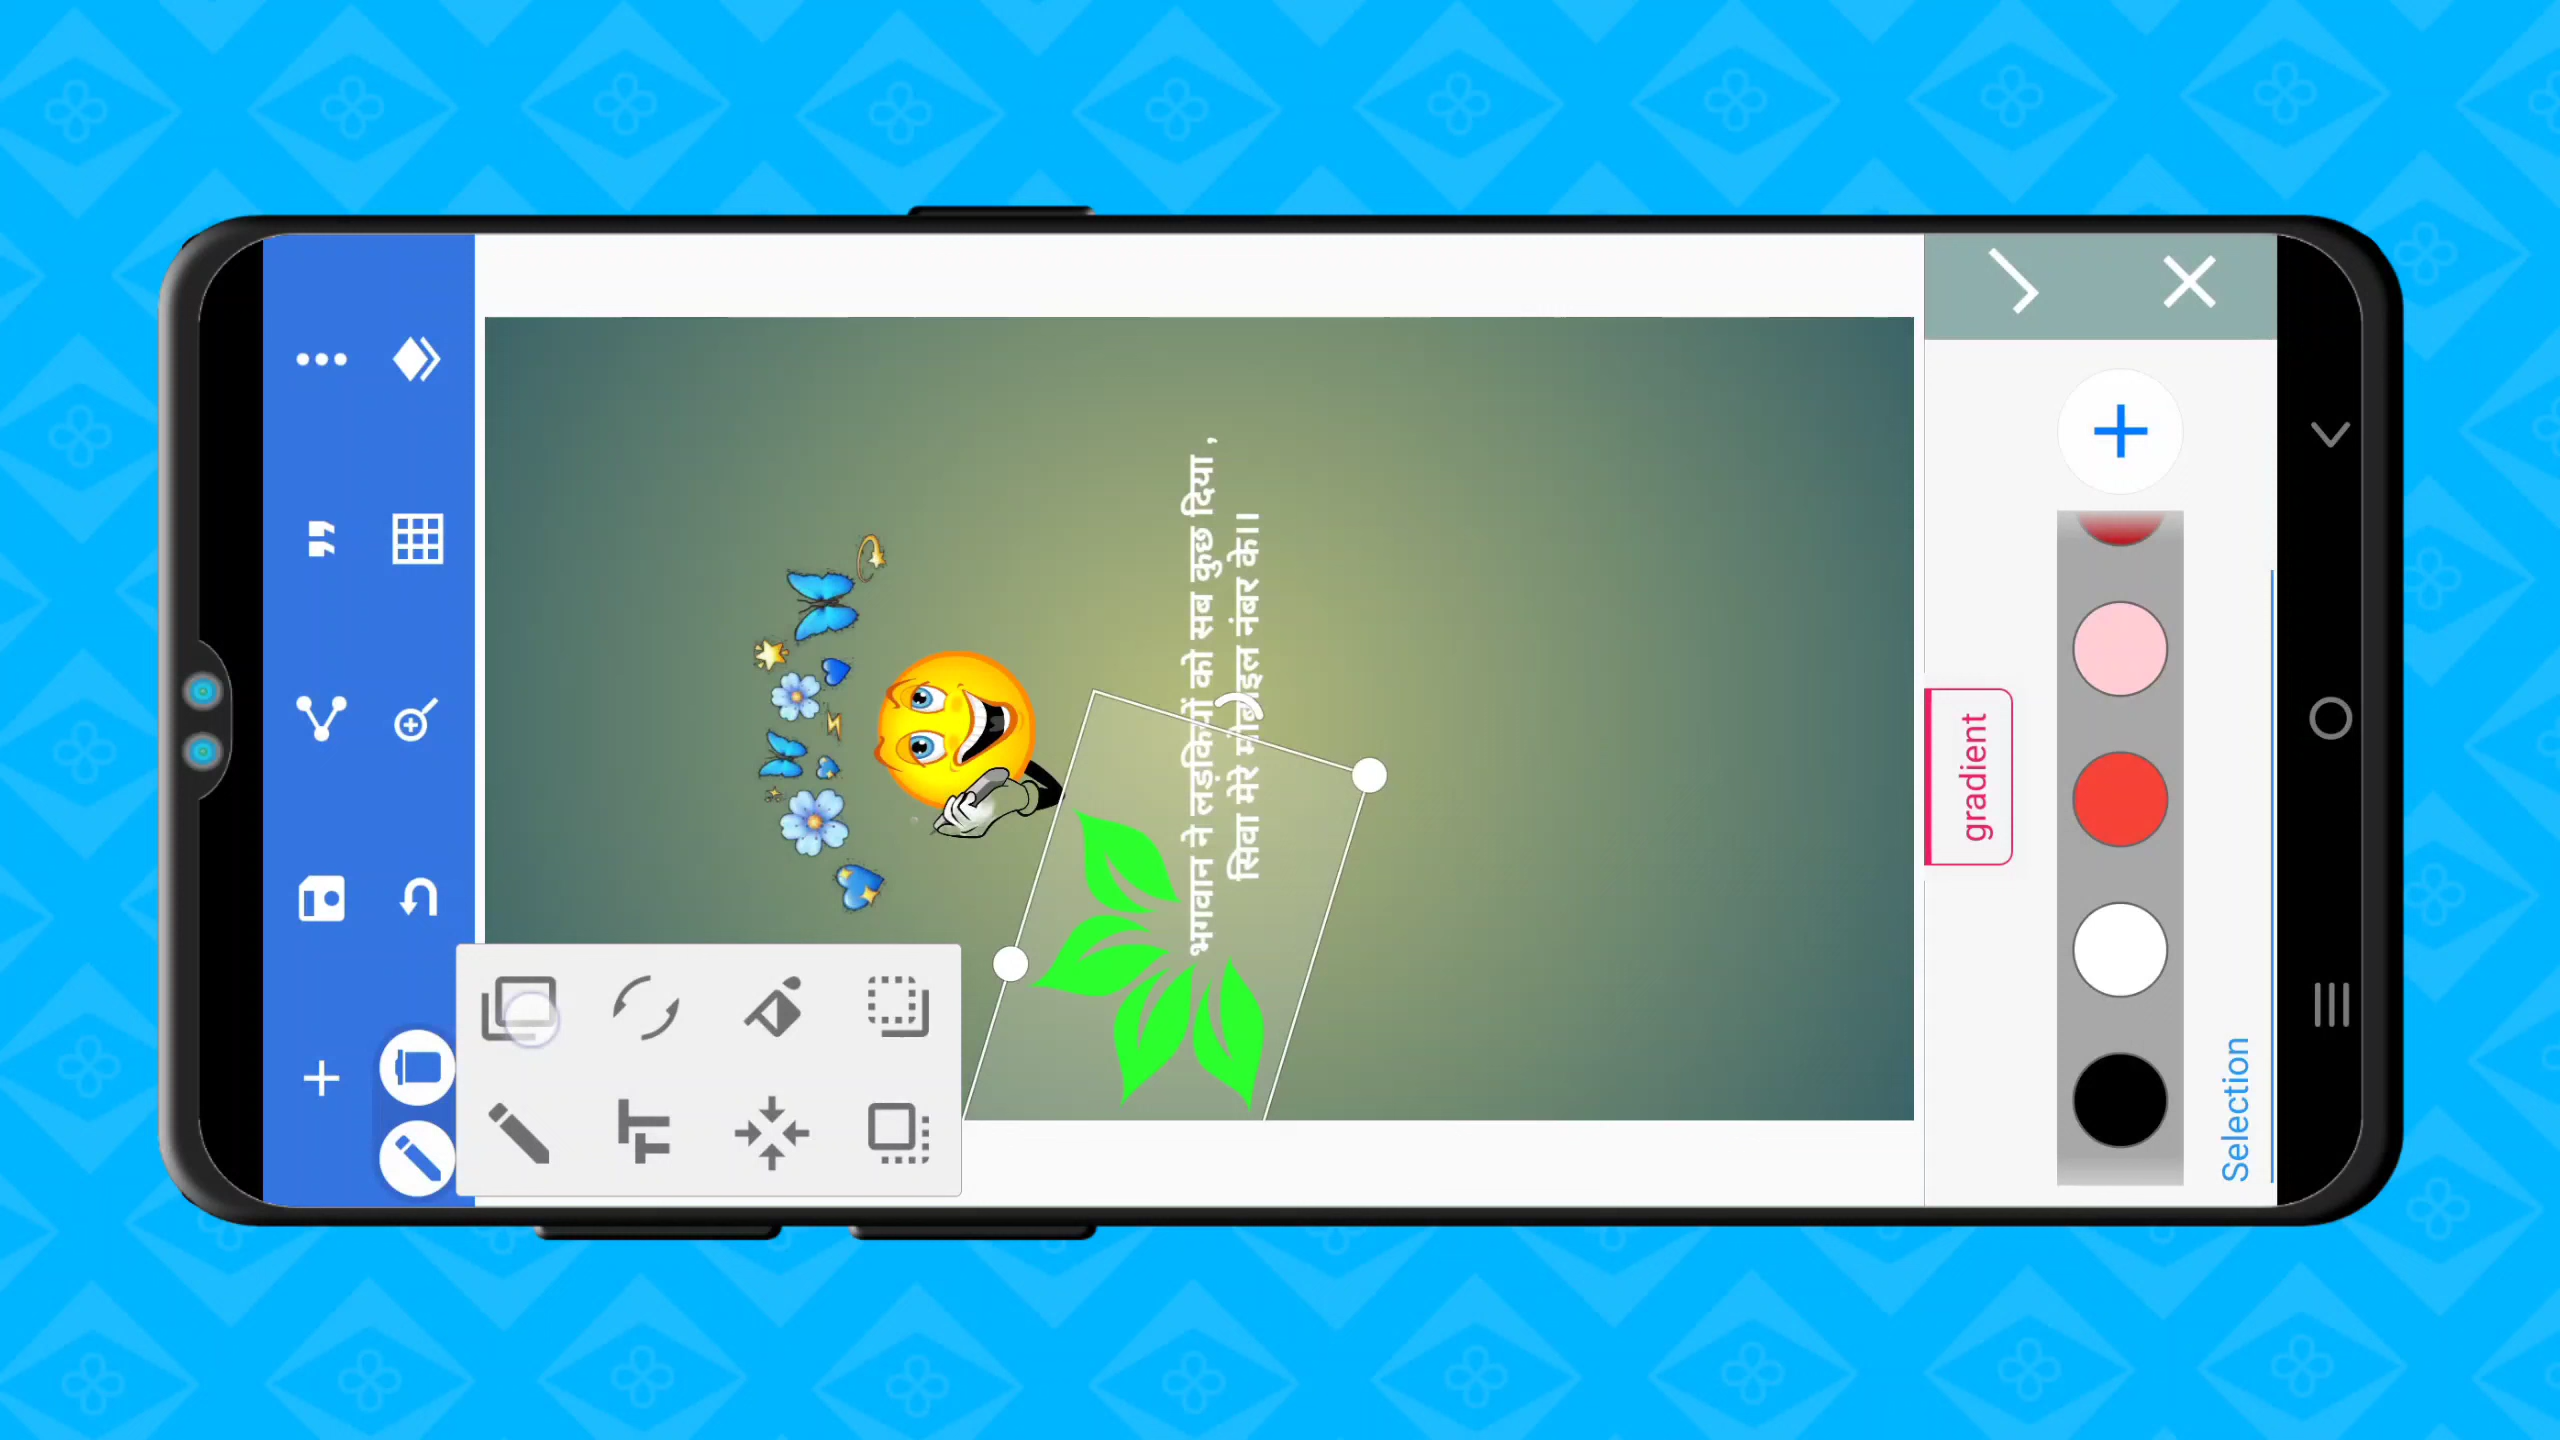 भगवान ने लड़कियों को सब कुछ दिया ,
सिवा मेरे मोबाइल नंबर के।
gradient
Selection